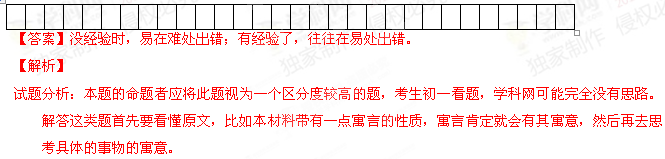 【答案】没经验时，易在难处出错；有经验了，往往在易处出错。
【解析】
试题分析：本题的命题者应将此题视为一个区分度较高的题，考生初一看题，学科网可能完全没有思路。
解答这类题首先要看懂原文，比如本材料带有一点寓言的性质，寓言肯定就会有其寓意，然后再去思
考具体的事物的寓意。